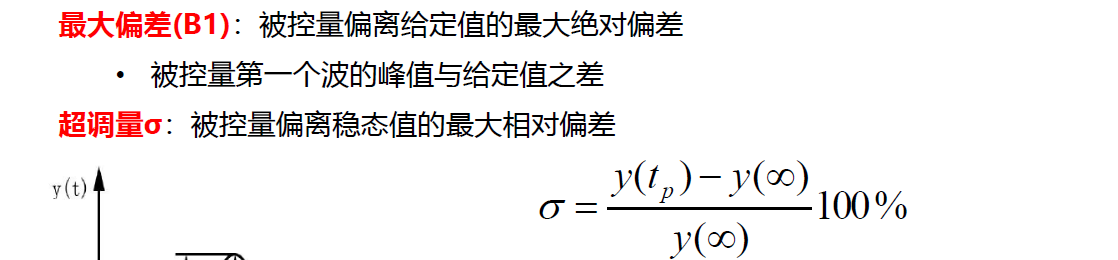 最大偏差(B1)：被控量偏离给定值的最大绝对偏差
• 被控量第一个波的峰值与给定值之差
超调量σ：被控量偏离稳态值的最大相对偏差
y(t)
σ = \frac{y(t_p) - y(∞)}{y(∞)} 100%